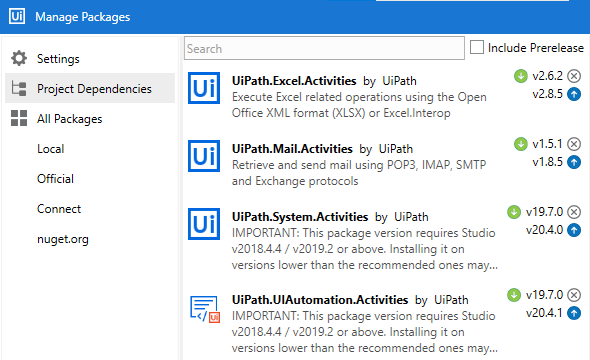 Ui Manage Packages
Search
Include Prerelease
Settings
Project Dependencies
All Packages
Local
Official
Connect
nuget.org
Ui
UiPath.Excel.Activities by UiPath
v2.6.2
Execute Excel related operations using the Open
v2.8.5
Office XML format (XLSX) or Excel.Interop
Ui
UiPath.Mail.Activities by UiPath
v1.5.1
Retrieve and send mail using POP3, IMAP, SMTP
v1.8.5
and Exchange protocols
Ui
UiPath.System.Activities by UiPath
v19.7.0
IMPORTANT: This package version requires Studio
v20.4.0
v2018.4.4 / v2019.2 or above. Installing it on
versions lower than the recommended ones may...
Ui
UiPath.UIAutomation.Activities by UiPath
v19.7.0
IMPORTANT: This package version requires Studio
v20.4.1
v2018.4.4 / v2019.2 or above. Installing it on
versions lower than the recommended ones may...